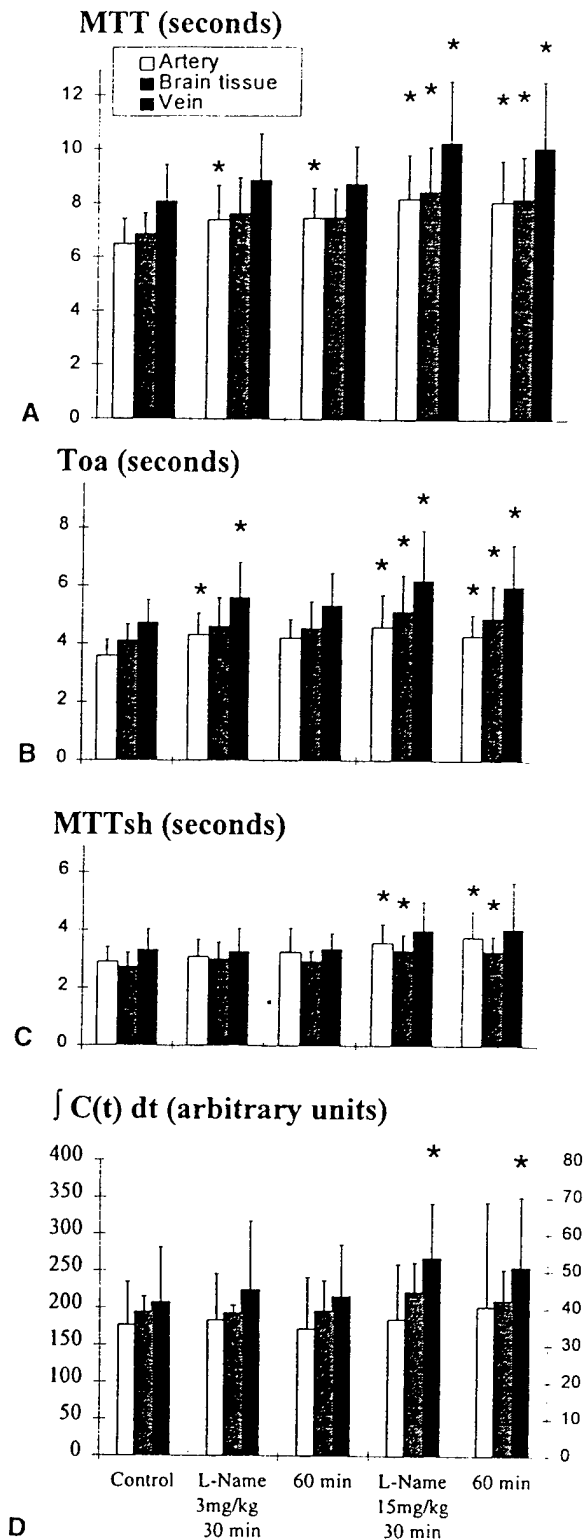 MTT (seconds)
Artery
Brain tissue
Vein
12
10
8
6
4
2
0
* * * * * * * * * *
A
Toa (seconds)
8
6
4
2
0
* * * * * * * *
B
MTTsh (seconds)
6
4
2
0
* * * *
C
∫ C(t) dt (arbitrary units)
400
350
300
250
200
150
100
50
0
* *
80
70
60
50
40
30
20
10
0
Control L-Name 60 min L-Name 60 min
3mg/kg 15mg/kg
30 min 30 min
D